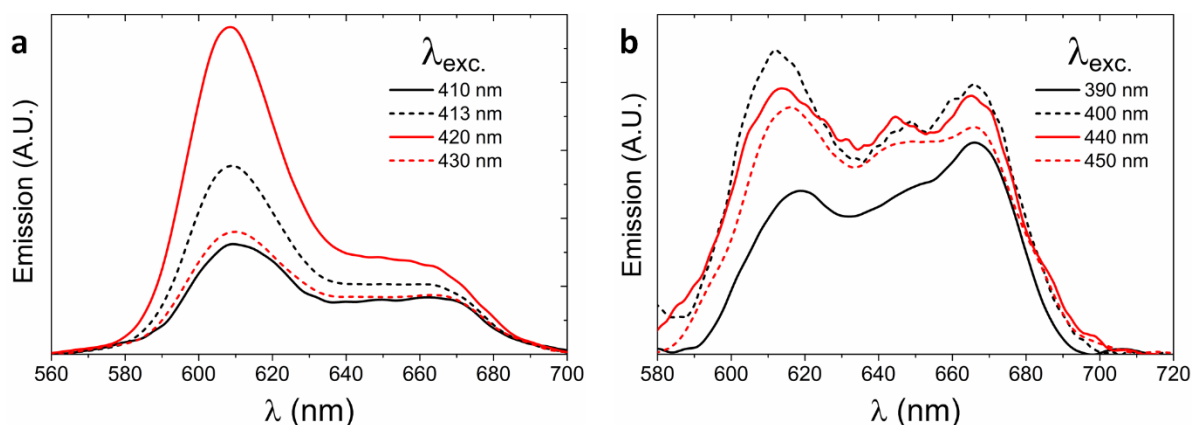 a
Emission (A.U.)
λexc.
410 nm
413 nm
420 nm
430 nm
560 580 600 620 640 660 680 700
λ (nm)
b
Emission (A.U.)
λexc.
390 nm
400 nm
440 nm
450 nm
580 600 620 640 660 680 700 720
λ (nm)